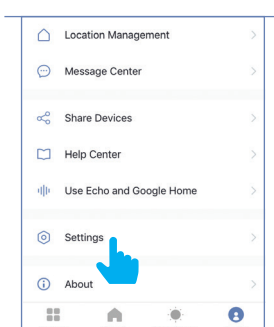 Location Management
Message Center
Share Devices
Help Center
Use Echo and Google Home
Settings
About